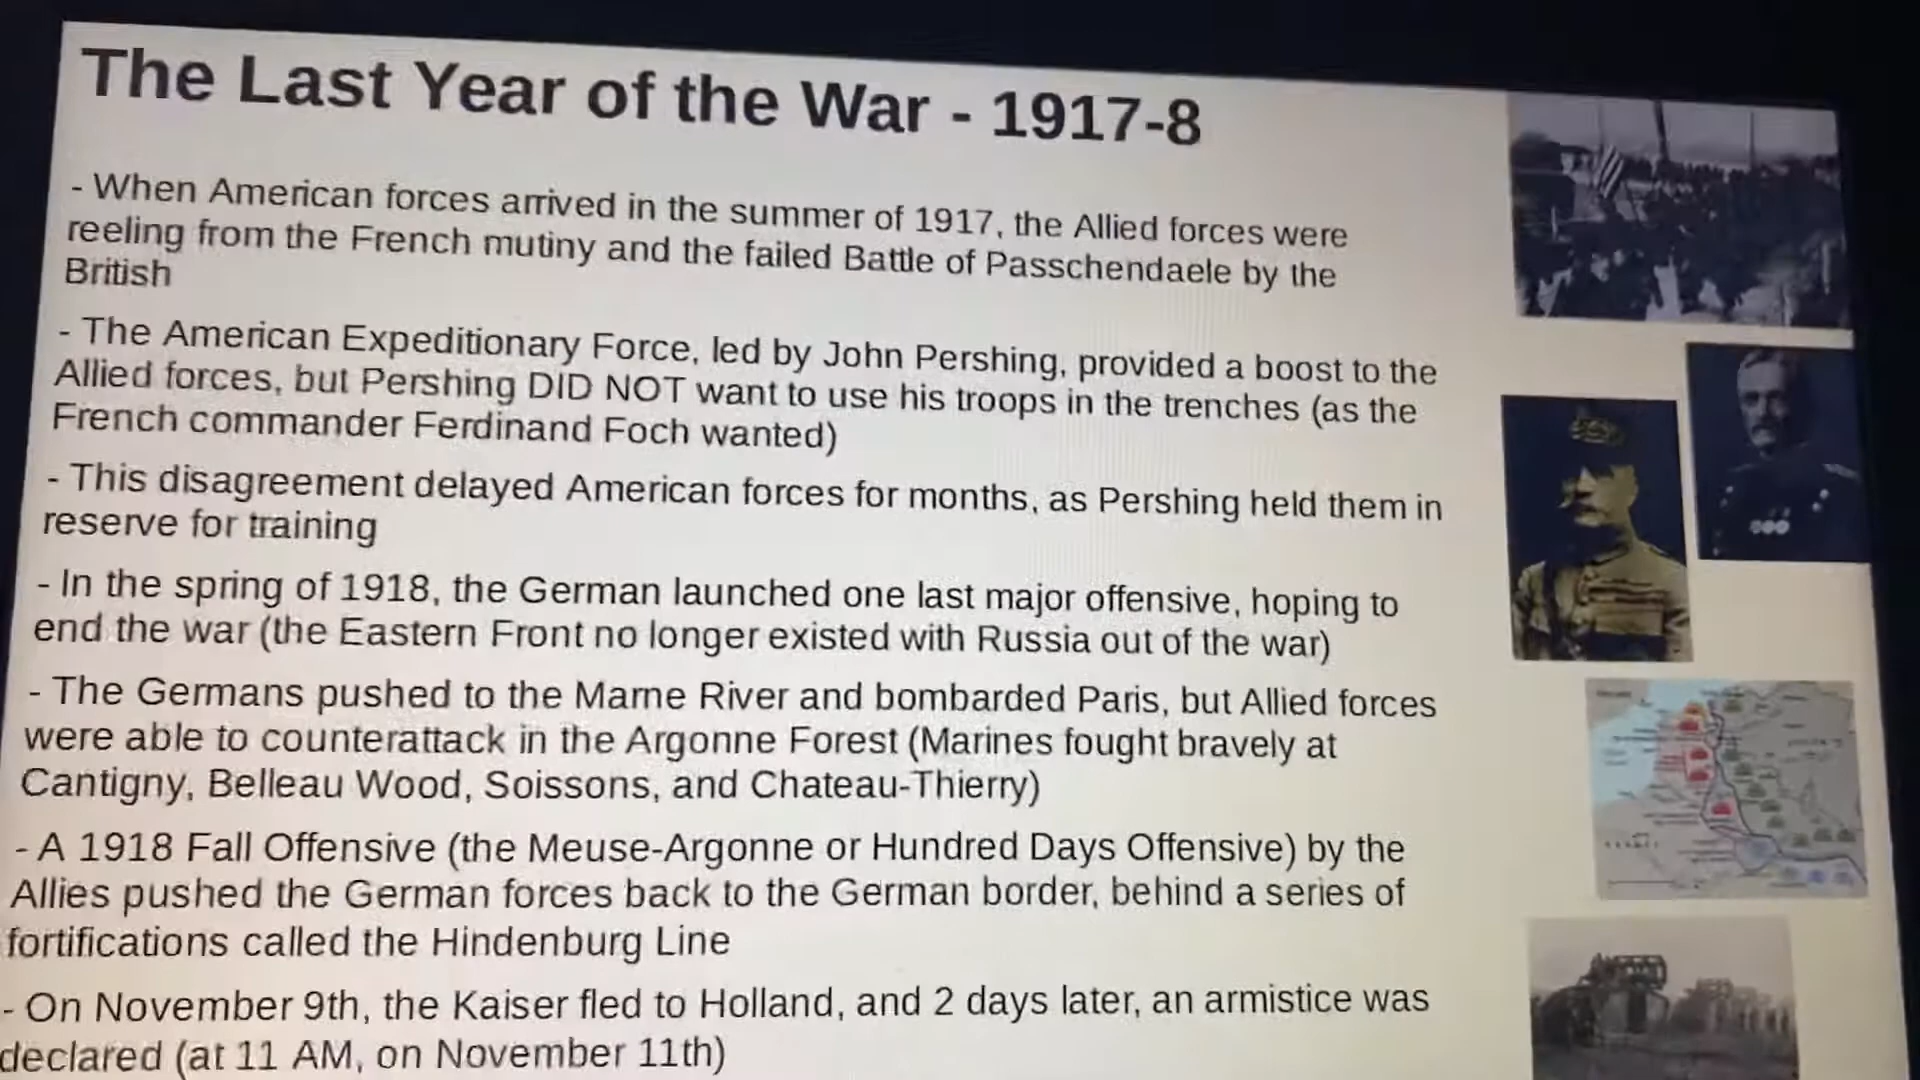 The Last Year of the War - 1917-8
- When American forces arrived in the summer of 1917, the Allied forces were
reeling from the French mutiny and the failed Battle of Passchendaele by the
British
- The American Expeditionary Force, led by John Pershing, provided a boost to the
Allied forces, but Pershing DID NOT want to use his troops in the trenches (as the
French commander Ferdinand Foch wanted)
- This disagreement delayed American forces for months, as Pershing held them in
reserve for training
- In the spring of 1918, the German launched one last major offensive, hoping to
end the war (the Eastern Front no longer existed with Russia out of the war)
- The Germans pushed to the Marne River and bombarded Paris, but Allied forces
were able to counterattack in the Argonne Forest (Marines fought bravely at
Cantigny, Belleau Wood, Soissons, and Chateau-Thierry)
- A 1918 Fall Offensive (the Meuse-Argonne or Hundred Days Offensive) by the
Allies pushed the German forces back to the German border, behind a series of
fortifications called the Hindenburg Line
- On November 9th, the Kaiser fled to Holland, and 2 days later, an armistice was
declared (at 11 AM, on November 11th)